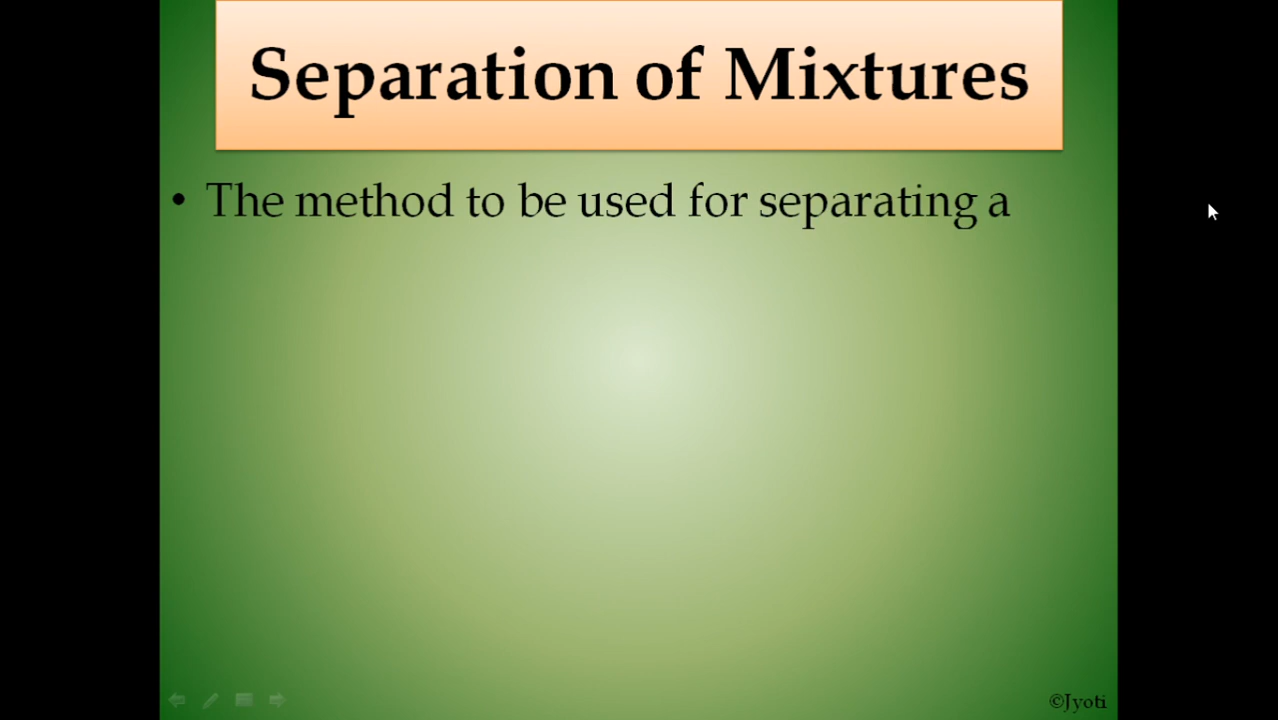 Separation of Mixtures
• The method to be used for separating a
©Jyoti